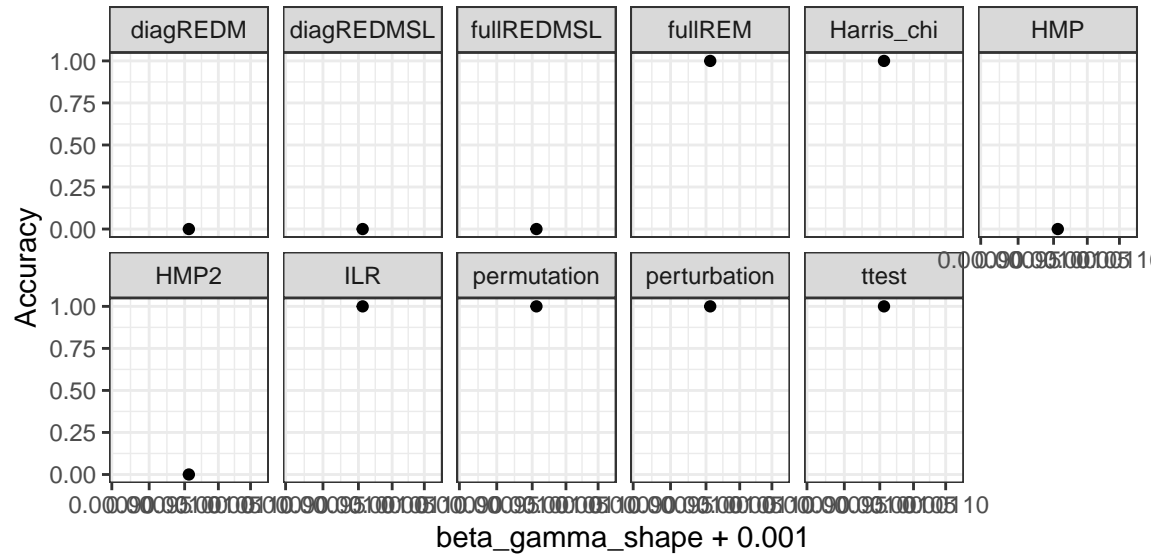 diagREDM diagREDMSL fullREDMSL fullREM Harris_chi HMP
1.00
0.75
0.50
0.25
0.00
HMP2 ILR permutation perturbation ttest
1.00
0.75
0.50
0.25
0.00
beta_gamma_shape + 0.001
Accuracy